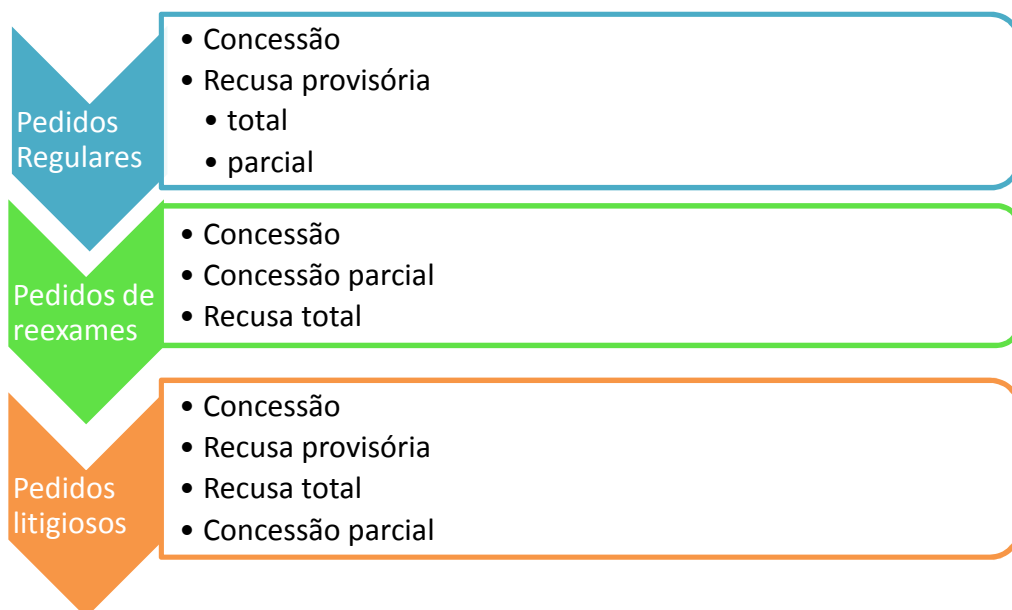 Pedidos
Regulares
• Concessão
• Recusa provisória
• total
• parcial
Pedidos de
reexames
• Concessão
• Concessão parcial
• Recusa total
Pedidos
litigiosos
• Concessão
• Recusa provisória
• Recusa total
• Concessão parcial